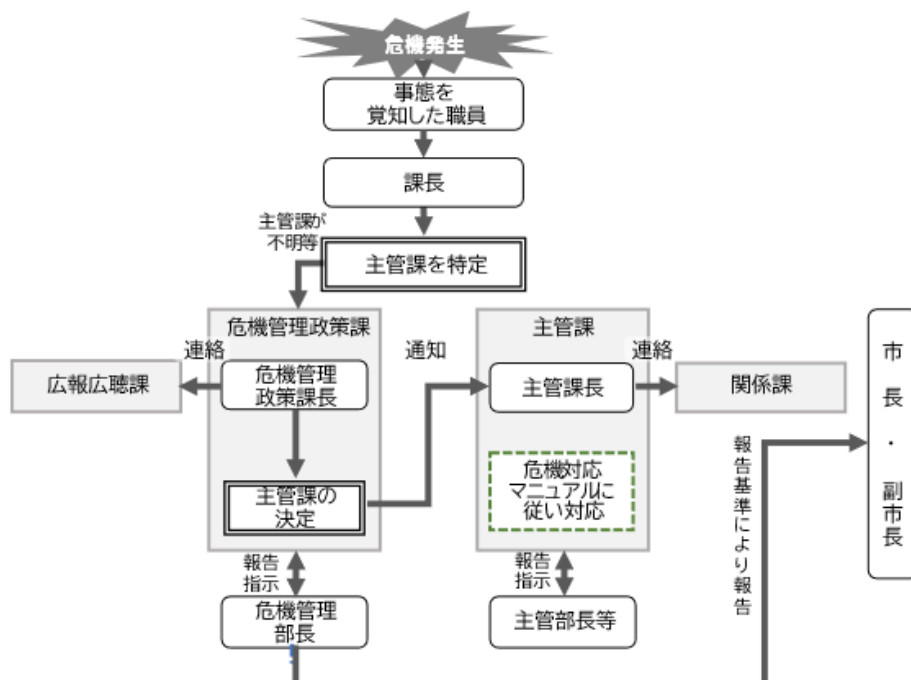 危機発生
事態を
覚知した職員
課長
主管課が
不明等
主管課を特定
危機管理政策課
主管課
連絡
通知
連絡
広報広聴課
危機管理
政策課長
主管課長
関係課
市長・副市長
主管課の
決定
危機対応
マニュアルに
従い対応
報告基準により報告
報告
指示
報告
指示
危機管理
部長
主管部長等